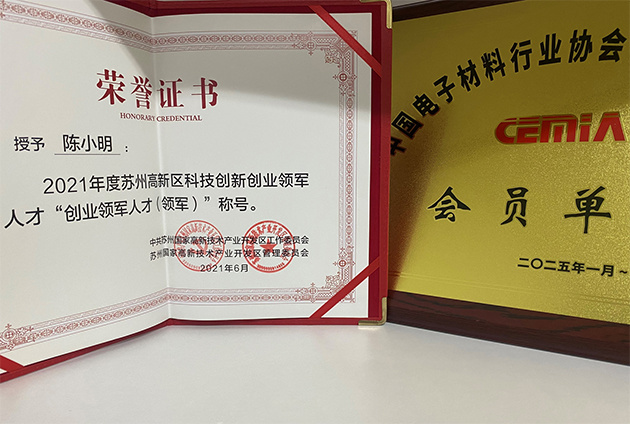 荣誉证书
HONORARY CREDENTIAL
授予 陈小明：
2021年度苏州高新区科技创新创业领军
人才“创业领军人才（领军）”称号。
中共苏州国家高新技术产业开发区工作委员会
苏州国家高新技术产业开发区管理委员会
2021年6月
中国电子材料行业协会
CEMIA
会员单
二〇二五年一月～